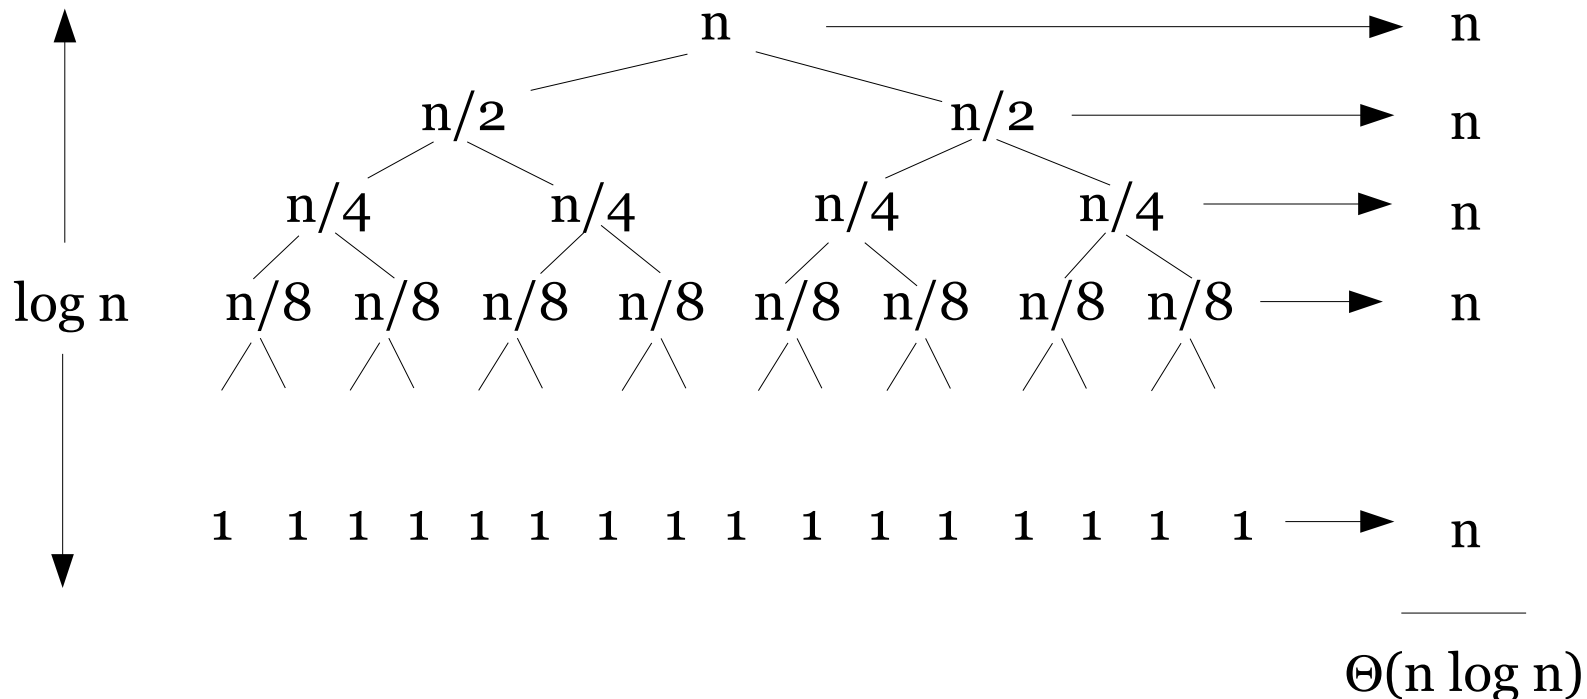 n n
n/2 n/2 n
n/4 n/4 n/4 n/4 n
log n n/8 n/8 n/8 n/8 n/8 n/8 n/8 n/8 n
1 1 1 1 1 1 1 1 1 1 1 1 1 1 1 1 n
Θ(n log n)